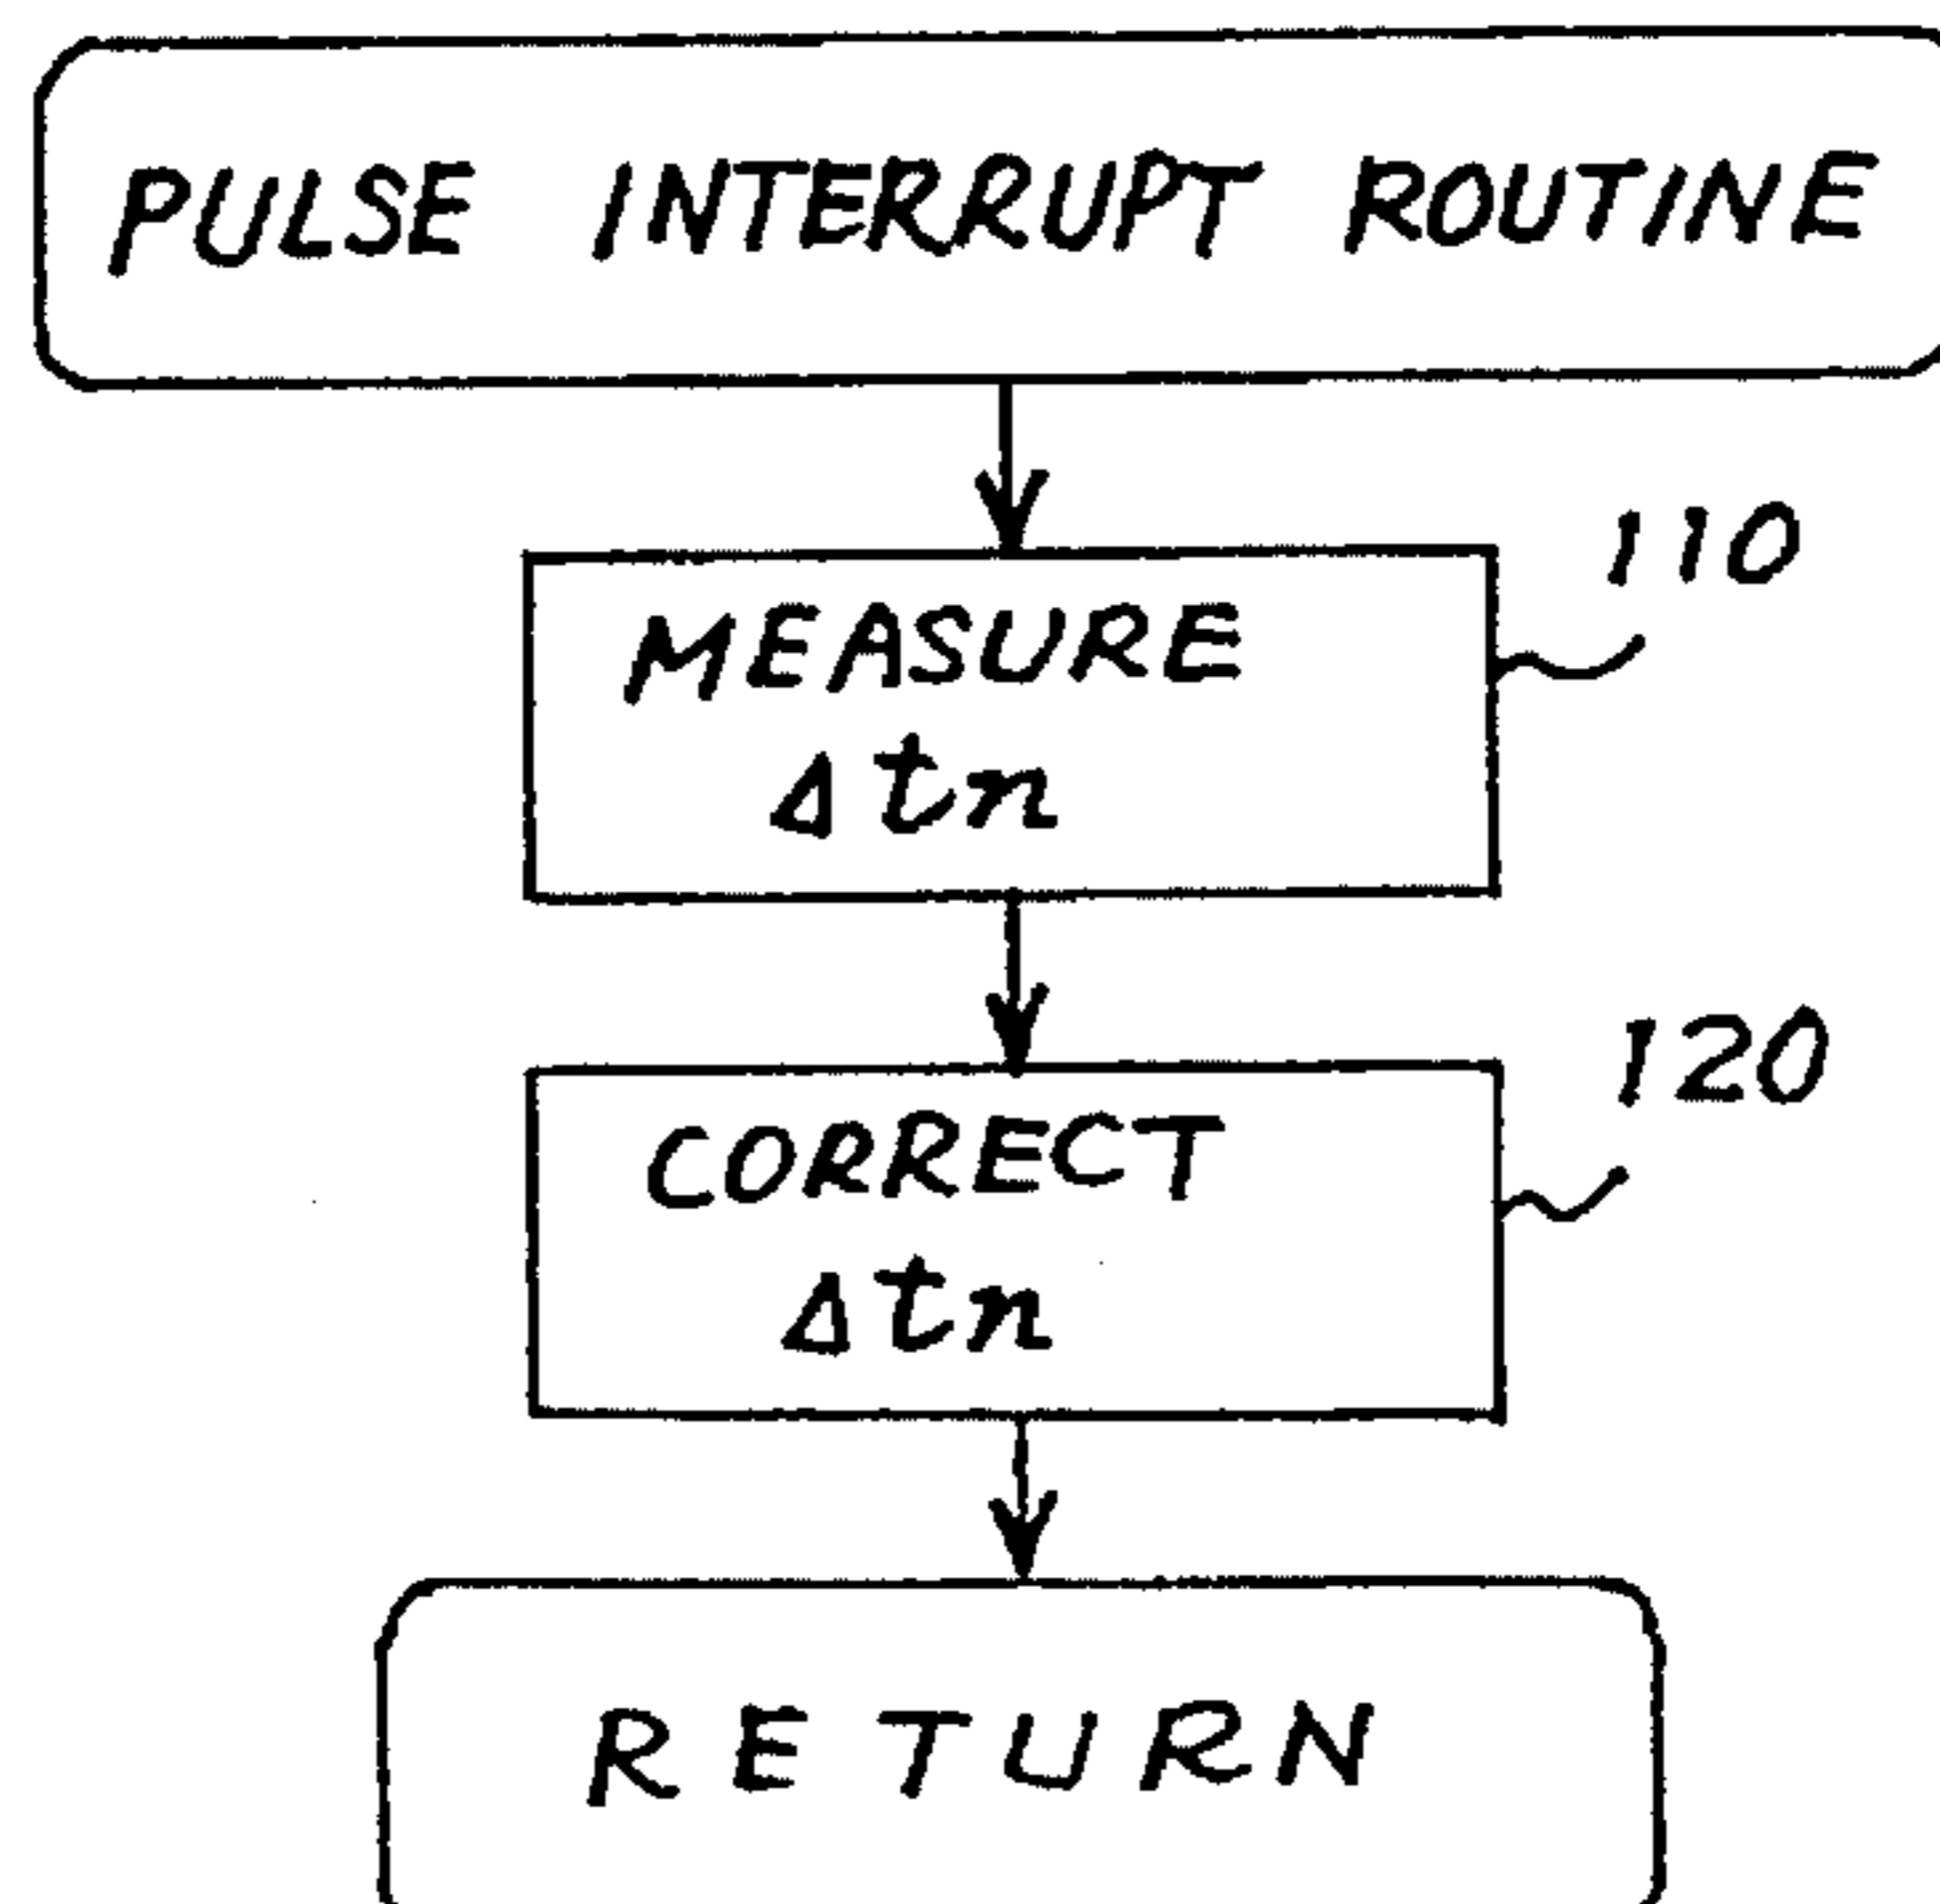 PULSE INTERRUPT ROUTINE
110
MEASURE
Δtn
120
CORRECT
Δtn
RETURN